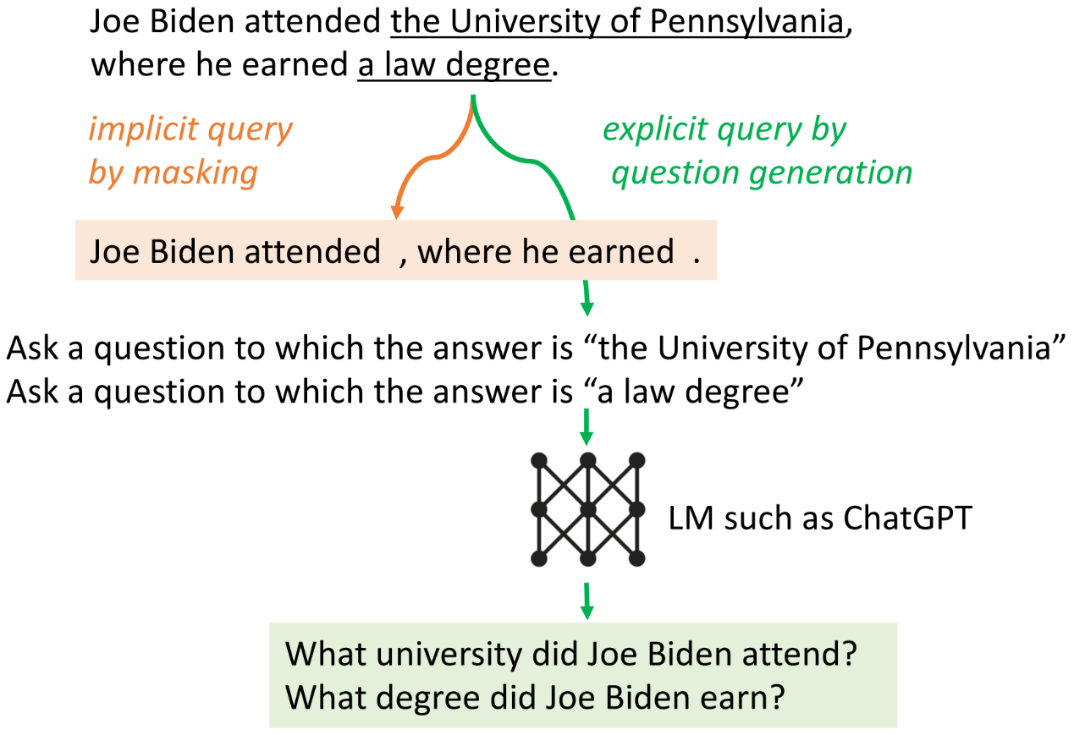 Joe Biden attended the University of Pennsylvania,
where he earned a law degree.
implicit query
by masking
explicit query by
question generation
Joe Biden attended , where he earned .
Ask a question to which the answer is “the University of Pennsylvania”
Ask a question to which the answer is “a law degree”
LM such as ChatGPT
What university did Joe Biden attend?
What degree did Joe Biden earn?